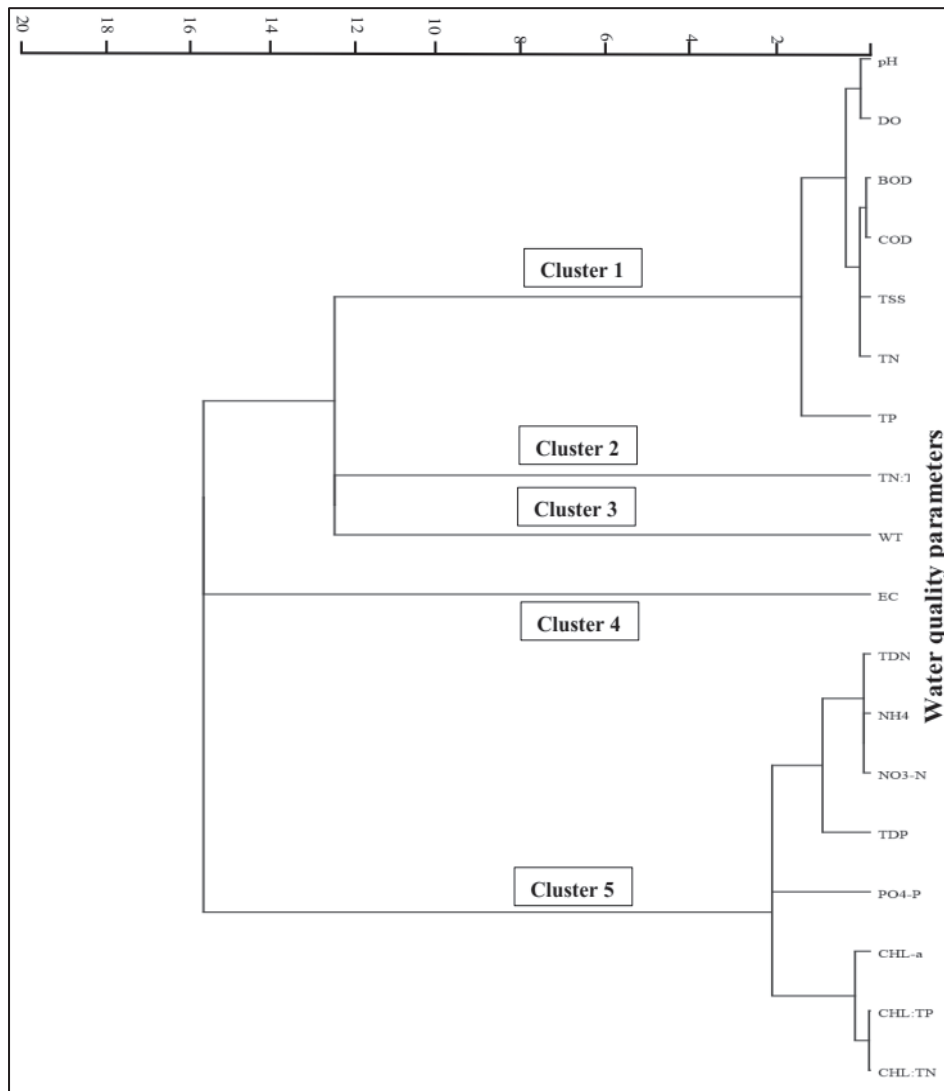 20
16
14
12
10
8
6
4
2
pH
DO
BOD
COD
Cluster 1
TSS
TN
TP
Cluster 2
TN:T
Cluster 3
WT
EC
Cluster 4
TDN
NH4
NO3-N
TDP
Cluster 5
PO4-P
CHL-a
CHL:TP
CHL:TN
Water quality parameters